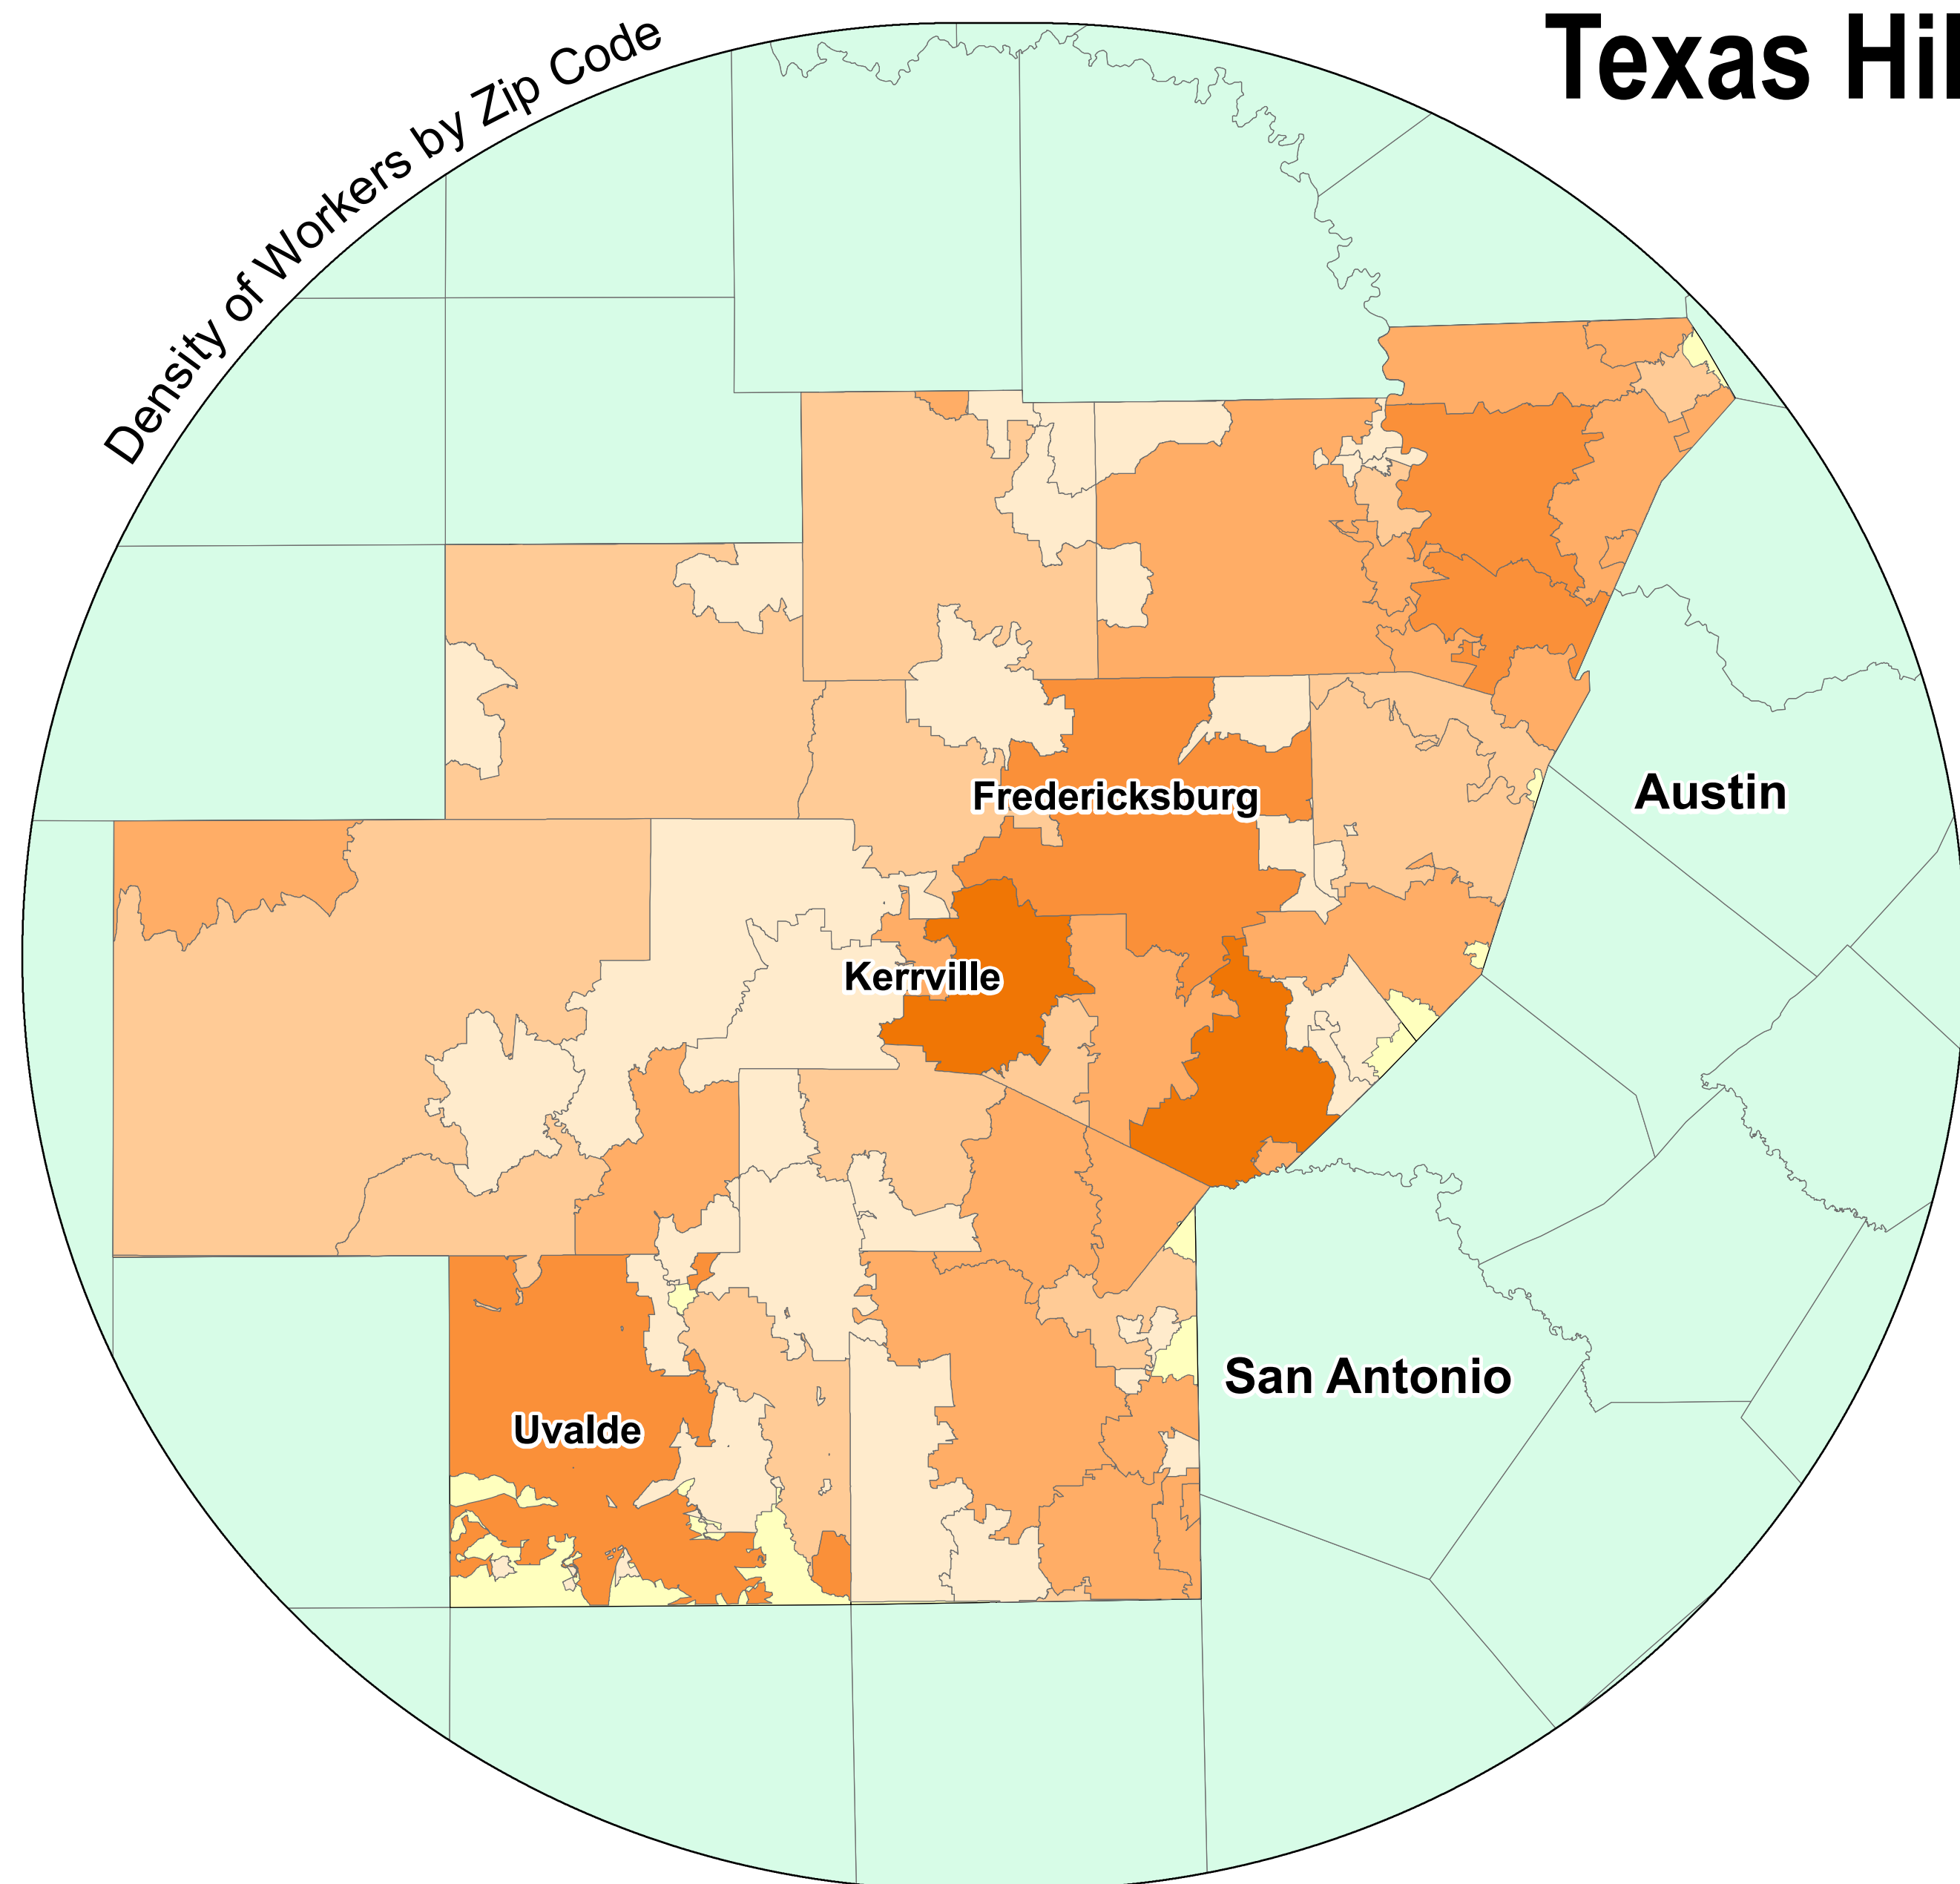 Texas Hil
Density of Workers by Zip Code
Fredericksburg
Austin
Kerrville
San Antonio
Uvalde